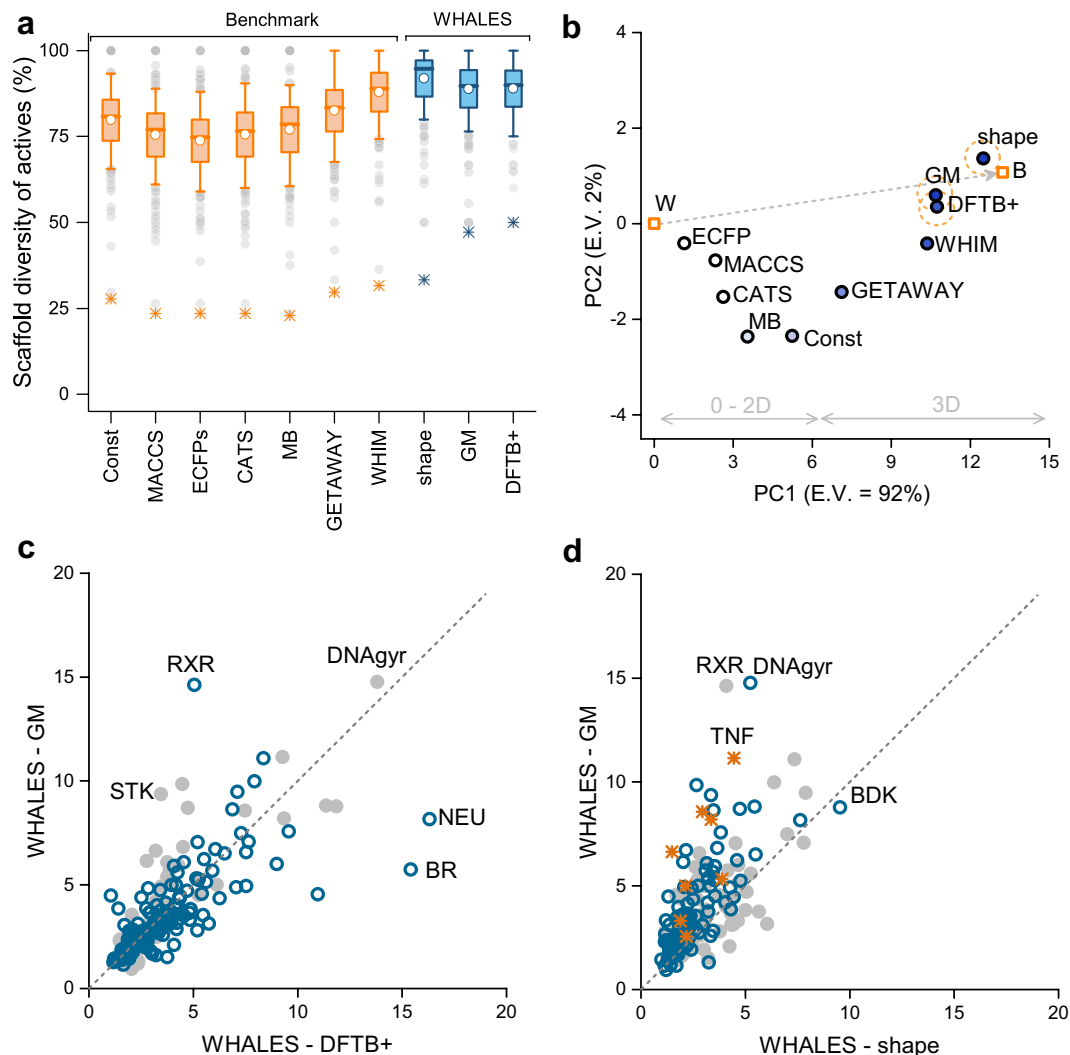 a
Benchmark
WHALES
Scaffold diversity of actives (%)
100
75
50
25
0
Const
MACCS
ECFPs
CATS
MB
GETAWAY
WHIM
shape
GM
DFTB+
b
PC2 (E.V. 2%)
4
2
0
-2
-4
shape
B
GM
DFTB+
W
WHIM
ECFP
MACCS
CATS
GETAWAY
MB
Const
0 - 2D
3D
0
3
6
9
12
15
PC1 (E.V. = 92%)
c
WHALES - GM
20
15
10
5
0
RXR
DNAgyr
STK
NEU
BR
0
5
10
15
20
WHALES - DFTB+
d
WHALES - GM
20
15
10
5
0
RXR
DNAgyr
TNF
BDK
0
5
10
15
20
WHALES - shape